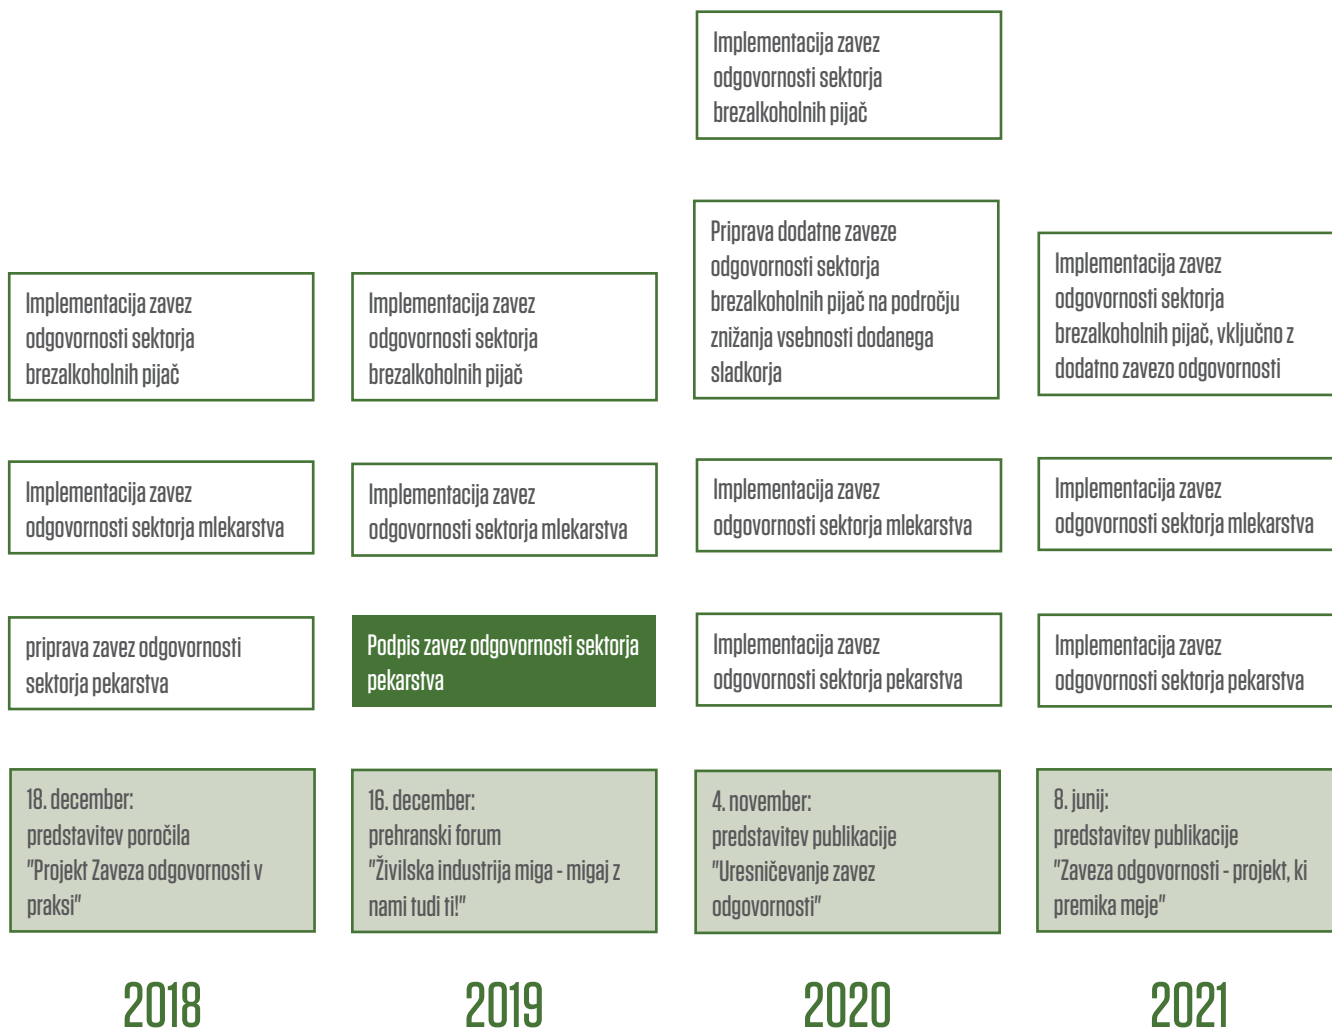 Implementacija zavez
odgovornosti sektorja
brezalkoholnih pijač
Priprava dodatne zaveze
odgovornosti sektorja
brezalkoholnih pijač na področju
znižanja vsebnosti dodanega
sladkorja
Implementacija zavez
odgovornosti sektorja
brezalkoholnih pijač, vključno z
dodatno zavezo odgovornosti
Implementacija zavez
odgovornosti sektorja
brezalkoholnih pijač
Implementacija zavez
odgovornosti sektorja
brezalkoholnih pijač
Implementacija zavez
odgovornosti sektorja mlekarstva
Implementacija zavez
odgovornosti sektorja mlekarstva
Implementacija zavez
odgovornosti sektorja mlekarstva
Implementacija zavez
odgovornosti sektorja mlekarstva
priprava zavez odgovornosti
sektorja pekarstva
Podpis zavez odgovornosti sektorja
pekarstva
Implementacija zavez
odgovornosti sektorja pekarstva
Implementacija zavez
odgovornosti sektorja pekarstva
18. december:
predstavitev poročila
"Projekt Zaveza odgovornosti v
praksi"
16. december:
prehranski forum
"Živilska industrija miga - migaj z
nami tudi ti!"
4. november:
predstavitev publikacije
"Uresničevanje zavez
odgovornosti"
8. junij:
predstavitev publikacije
"Zaveza odgovornosti - projekt, ki
premika meje"
2018
2019
2020
2021